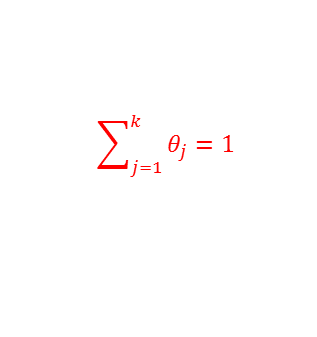 ∑_{j=1}^{k} θ_j = 1